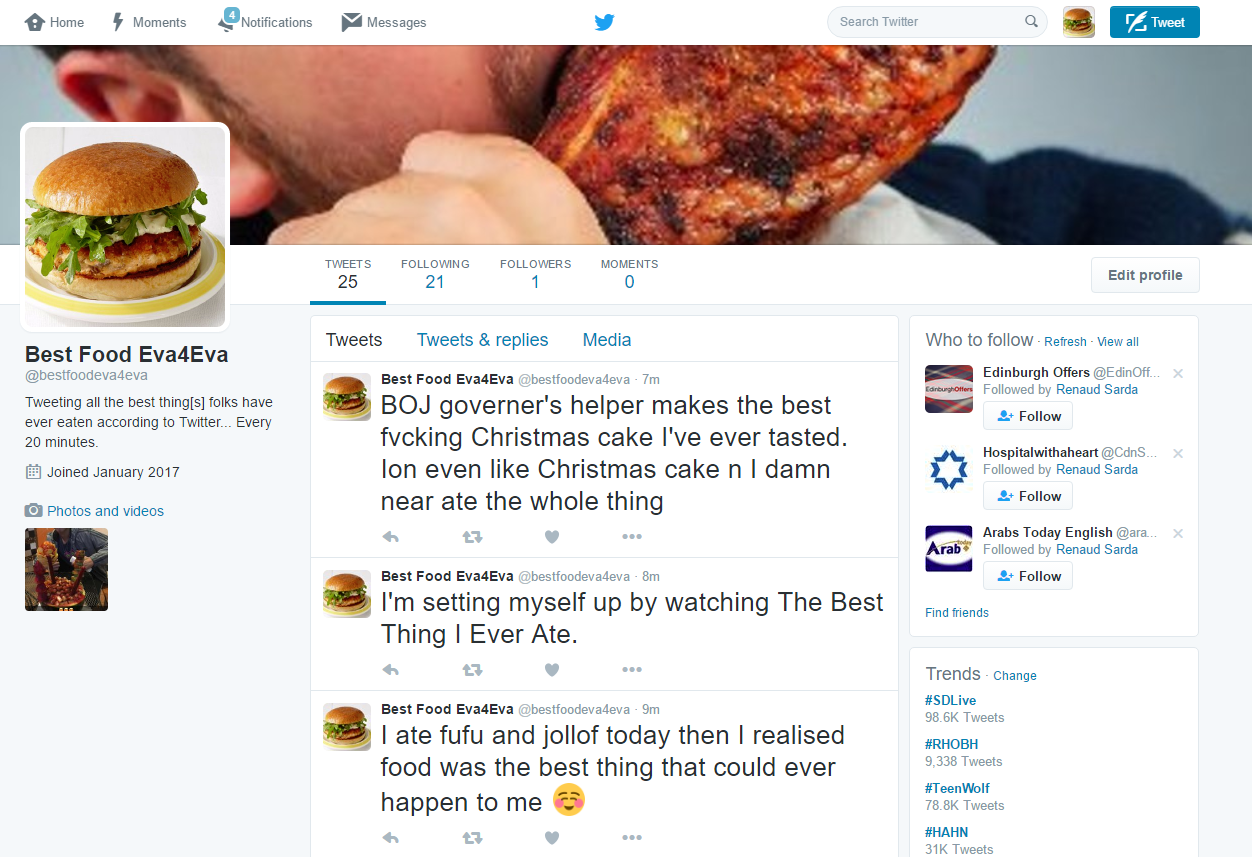 Home
Moments
4
Notifications
Messages
Search Twitter
Tweet
TWEETS
25
FOLLOWING
21
FOLLOWERS
1
MOMENTS
0
Edit profile
Best Food Eva4Eva
@bestfoodeva4eva
Tweeting all the best thing[s] folks have
ever eaten according to Twitter... Every
20 minutes.
Joined January 2017
Photos and videos
Tweets
Tweets & replies
Media
Best Food Eva4Eva @bestfoodeva4eva · 7m
BOJ governer's helper makes the best
fvcking Christmas cake I've ever tasted.
Ion even like Christmas cake n I damn
near ate the whole thing
Best Food Eva4Eva @bestfoodeva4eva · 8m
I'm setting myself up by watching The Best
Thing I Ever Ate.
Best Food Eva4Eva @bestfoodeva4eva · 9m
I ate fufu and jollof today then I realised
food was the best thing that could ever
happen to me ☺️
Who to follow · Refresh · View all
EdinburghOffers
Edinburgh Offers @EdinOff...
Followed by Renaud Sarda
Follow
Hospitalwithaheart @CdnS...
Followed by Renaud Sarda
Follow
Arab today
Arabs Today English @ara...
Followed by Renaud Sarda
Follow
Find friends
Trends · Change
#SDLive
98.6K Tweets
#RHOBH
9,338 Tweets
#TeenWolf
78.8K Tweets
#HAHN
31K Tweets